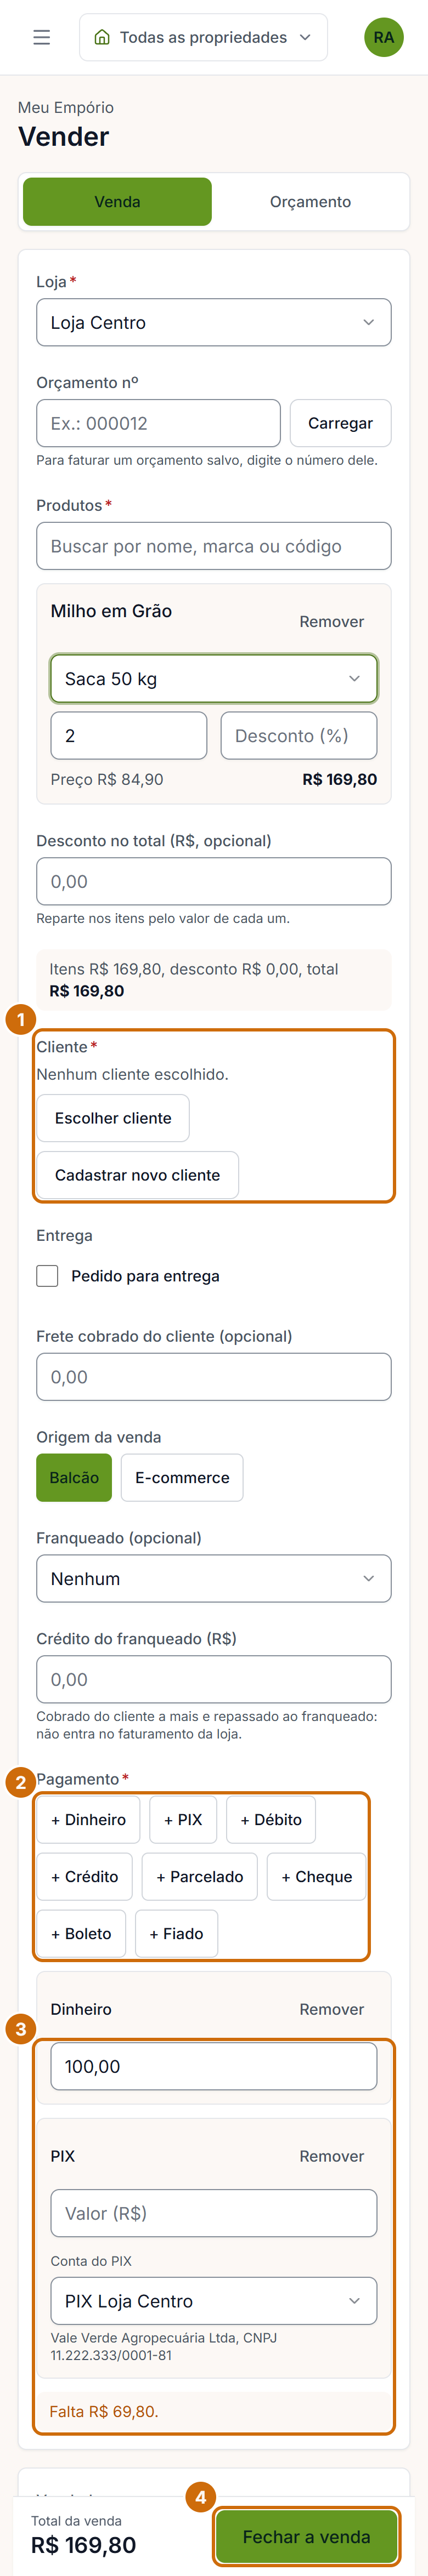 Todas as propriedades
RA
Meu Empório
Vender
Venda
Orçamento
Loja *
Loja Centro
Orçamento nº
Ex.: 000012
Carregar
Para faturar um orçamento salvo, digite o número dele.
Produtos *
Buscar por nome, marca ou código
Milho em Grão
Remover
Saca 50 kg
2
Desconto (%)
Preço R$ 84,90
R$ 169,80
Desconto no total (R$, opcional)
0,00
Reparte nos itens pelo valor de cada um.
Itens R$ 169,80, desconto R$ 0,00, total
R$ 169,80
1
Cliente *
Nenhum cliente escolhido.
Escolher cliente
Cadastrar novo cliente
Entrega
Pedido para entrega
Frete cobrado do cliente (opcional)
0,00
Origem da venda
Balcão
E-commerce
Franqueado (opcional)
Nenhum
Crédito do franqueado (R$)
0,00
Cobrado do cliente a mais e repassado ao franqueado:
não entra no faturamento da loja.
2
Pagamento *
+ Dinheiro
+ PIX
+ Débito
+ Crédito
+ Parcelado
+ Cheque
+ Boleto
+ Fiado
Dinheiro
Remover
3
100,00
PIX
Remover
Valor (R$)
Conta do PIX
PIX Loja Centro
Vale Verde Agropecuária Ltda, CNPJ
11.222.333/0001-81
Falta R$ 69,80.
4
Total da venda
R$ 169,80
Fechar a venda